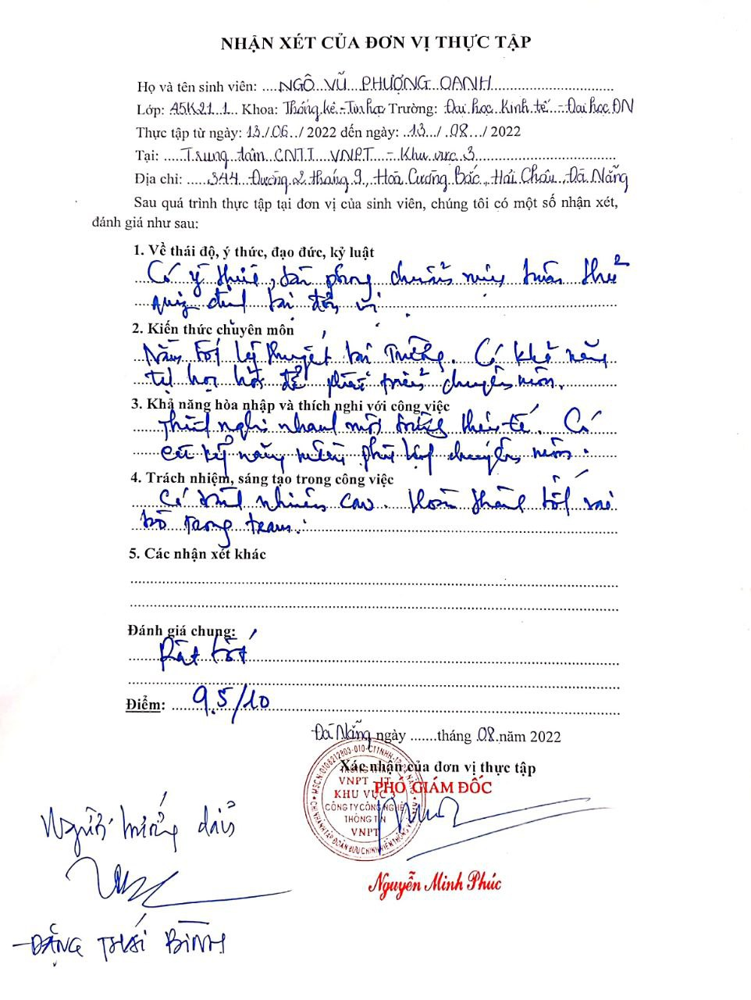 NHẬN XÉT CỦA ĐƠN VỊ THỰC TẬP
Họ và tên sinh viên: ....NGÔ VŨ PHƯỢNG OANH....
Lớp: A5K21.1... Khoa: Thống kê - Tin học Trường: Đại học Kinh tế - Đại học ĐN
Thực tập từ ngày: 13./.06../ 2022 đến ngày: .13.../ .08.../ 2022
Tại: ....Trung tâm CNTT VNPT - Khu vực 3....
Địa chỉ: .....344 Đường 2 tháng 9, Hoà Cường Bắc, Hải Châu, Đà Nẵng
Sau quá trình thực tập tại đơn vị của sinh viên, chúng tôi có một số nhận xét,
đánh giá như sau:
1. Về thái độ, ý thức, đạo đức, kỷ luật
Có ý thức, tác phong chuẩn mực, tuân thủ
quy định tại đơn vị
2. Kiến thức chuyên môn
Nắm tốt lý thuyết tại Trường. Có khả năng
tự học hỏi để phát triển chuyên môn.
3. Khả năng hòa nhập và thích nghi với công việc
Thích nghi nhanh môi trường thực tế. Có
các kỹ năng mềm chuyên môn.
4. Trách nhiệm, sáng tạo trong công việc
Có trách nhiệm cao. Hoàn thành tốt vai
trò trong team.
5. Các nhận xét khác
Đánh giá chung:
Rất tốt
Điểm: ....9.5/10
Đà Nẵng ngày .......tháng .08.năm 2022
Xác nhận của đơn vị thực tập
PHÓ GIÁM ĐỐC
VNPT - IT
KHU VỰC 3
CÔNG TY CÔNG NGHỆ
THÔNG TIN
VNPT
Nguyễn Minh Phúc
Người hướng dẫn
ĐẶNG THÁI BÌNH